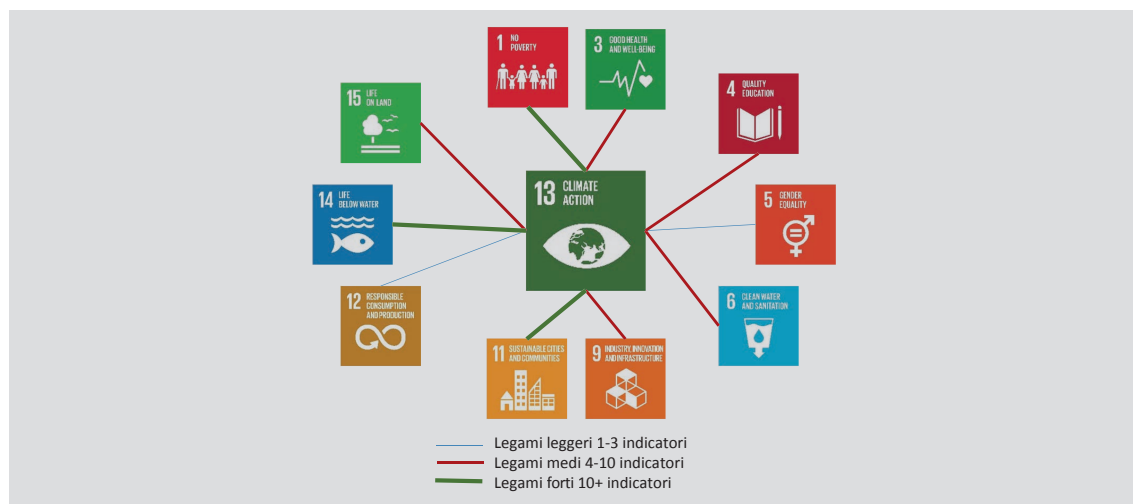 1 NO
POVERTY
3 GOOD HEALTH
AND WELL-BEING
4 QUALITY
EDUCATION
15 LIFE
ON LAND
13 CLIMATE
ACTION
14 LIFE
BELOW WATER
5 GENDER
EQUALITY
12 RESPONSIBLE
CONSUMPTION
AND PRODUCTION
6 CLEAN WATER
AND SANITATION
11 SUSTAINABLE CITIES
AND COMMUNITIES
9 INDUSTRY, INNOVATION
AND INFRASTRUCTURE
Legami leggeri 1-3 indicatori
Legami medi 4-10 indicatori
Legami forti 10+ indicatori